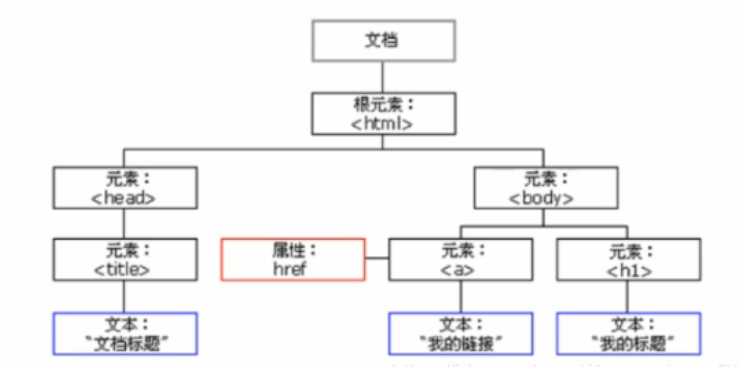 文档
根元素：
<html>
元素：
<head>
元素：
<body>
元素：
<title>
属性：
href
元素：
<a>
元素：
<h1>
文本：
“文档标题”
文本：
“我的链接”
文本：
“我的标题”